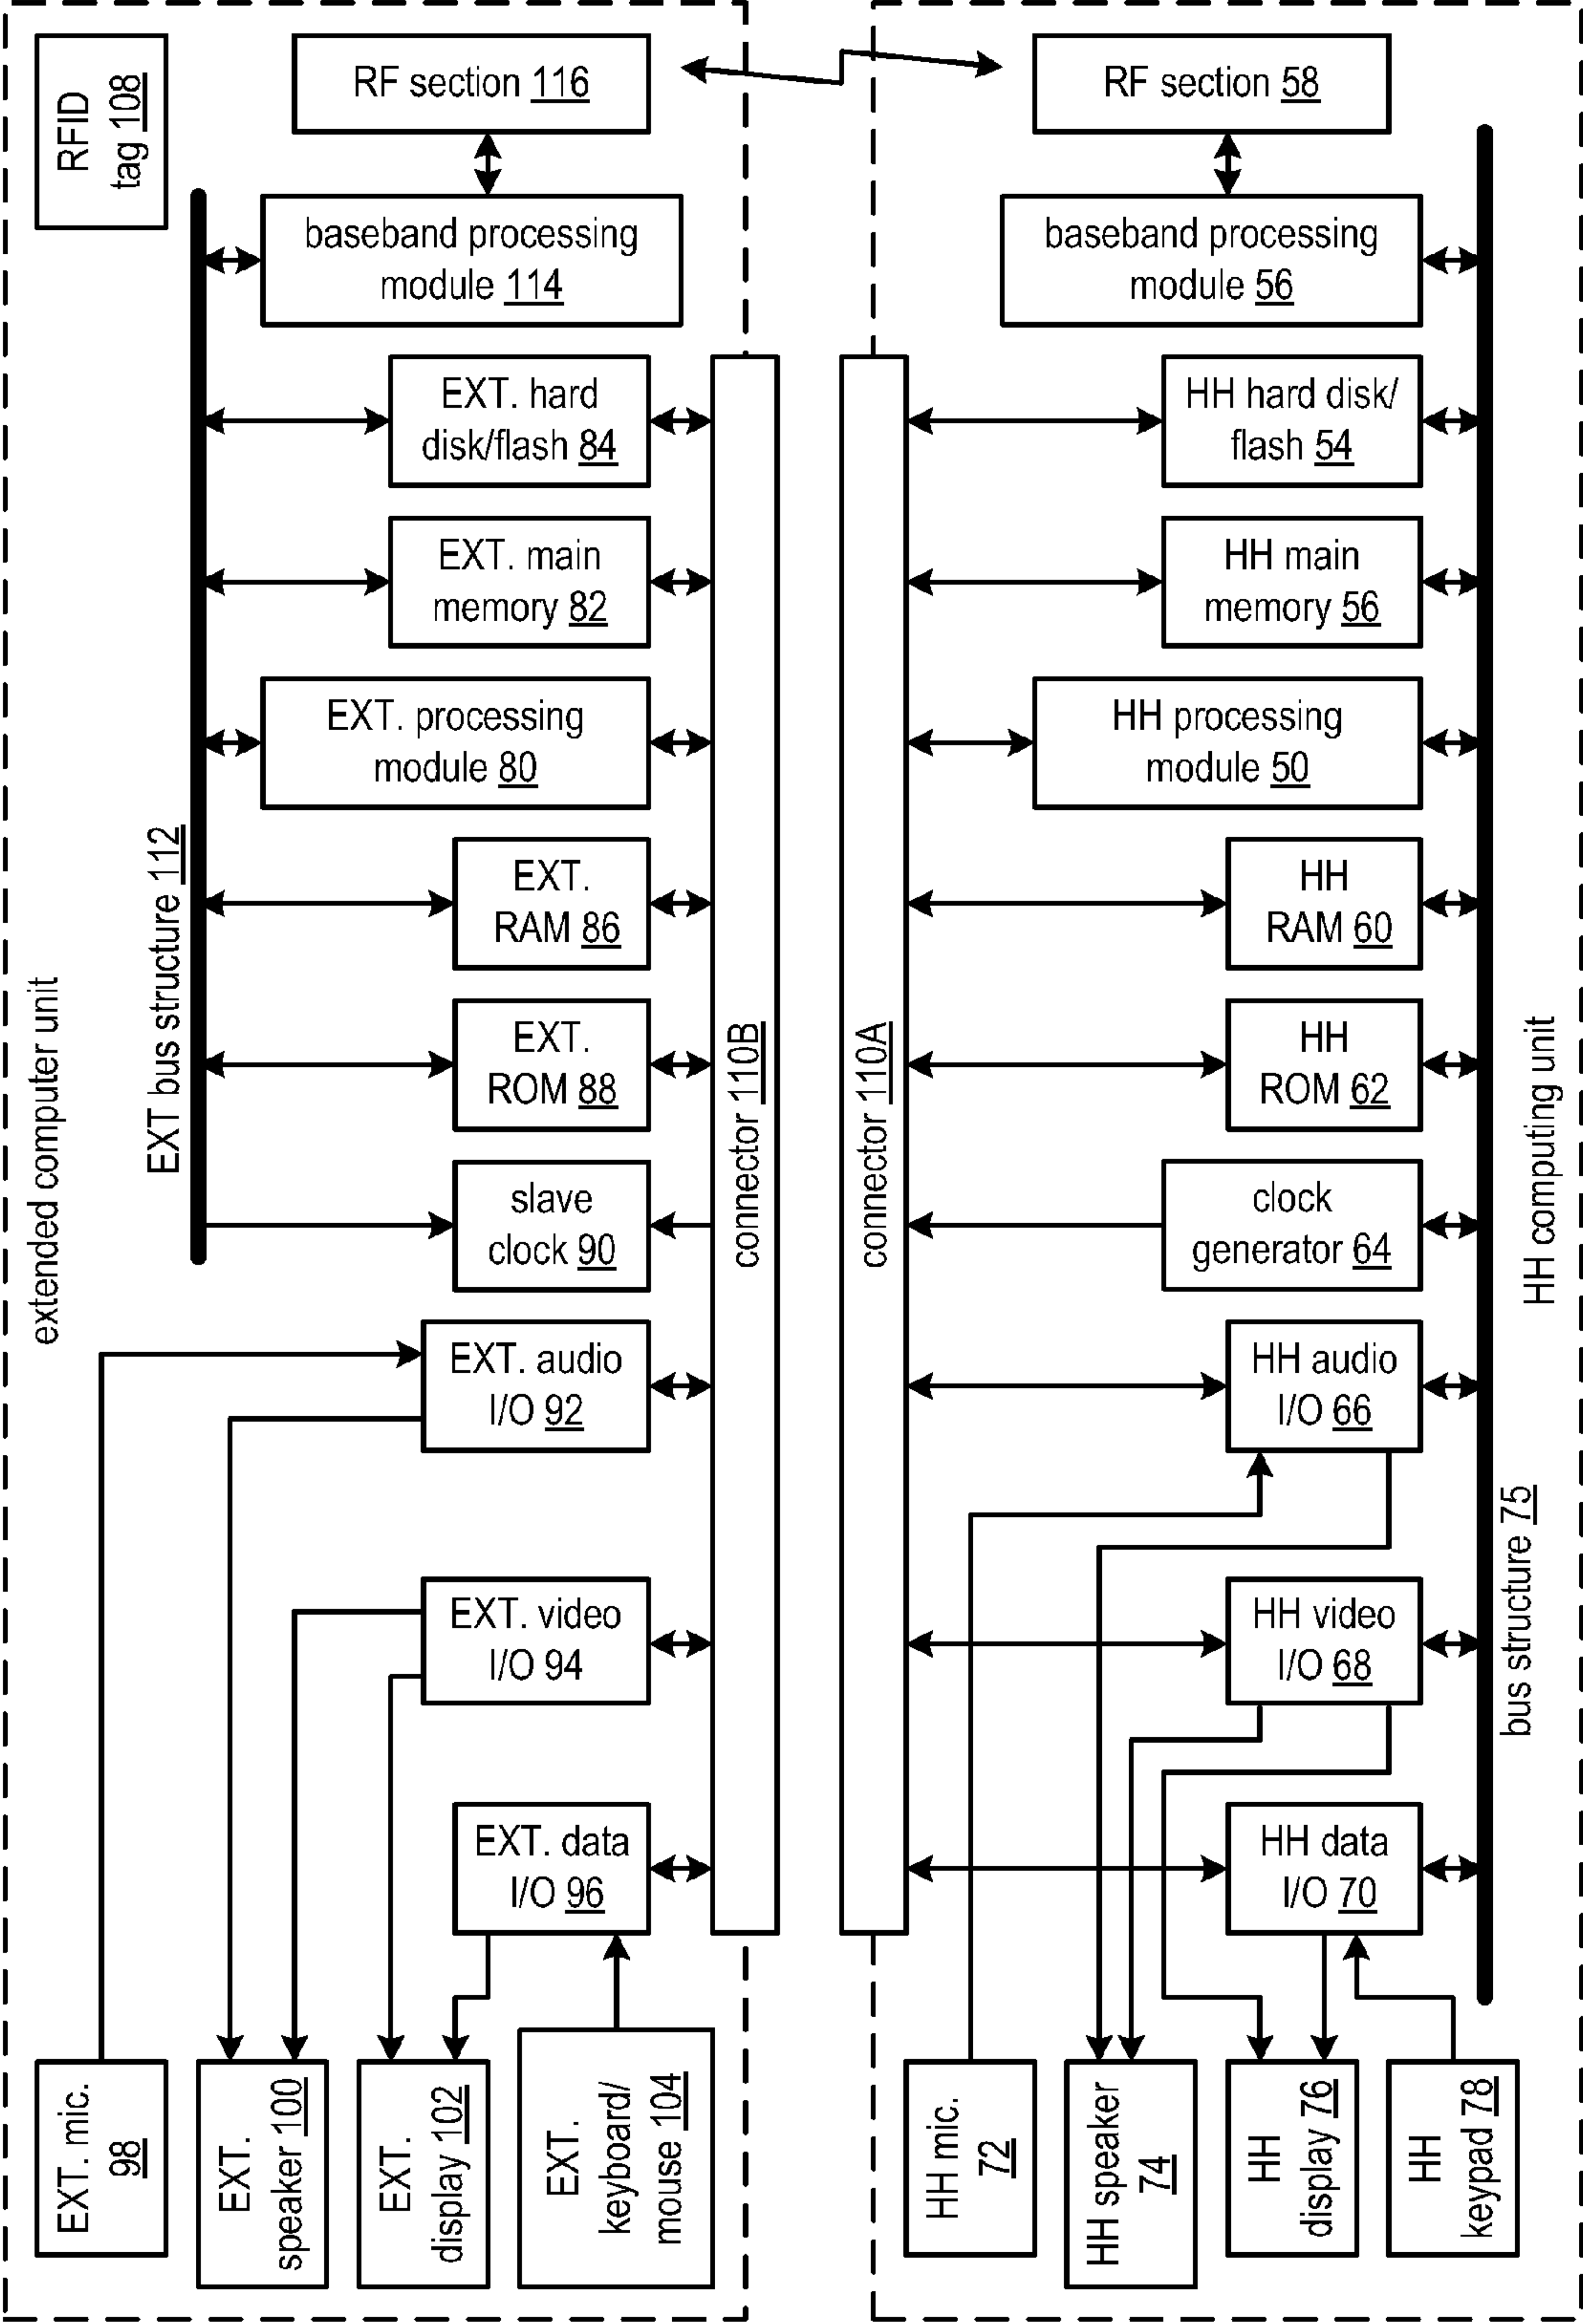 RFID
tag 108
RF section 116
RF section 58
baseband processing
module 114
baseband processing
module 56
EXT. hard
disk/flash 84
HH hard disk/
flash 54
EXT. main
memory 82
HH main
memory 56
EXT. processing
module 80
HH processing
module 50
EXT bus structure 112
EXT.
RAM 86
HH
RAM 60
extended computer unit
EXT.
ROM 88
connector 110B
connector 110A
HH
ROM 62
HH computing unit
slave
clock 90
clock
generator 64
EXT. audio
I/O 92
HH audio
I/O 66
EXT. video
I/O 94
HH video
I/O 68
bus structure 75
EXT. data
I/O 96
HH data
I/O 70
EXT. mic.
98
EXT.
speaker 100
EXT.
display 102
EXT.
keyboard/
mouse 104
HH mic.
72
HH speaker
74
HH
display 76
HH
keypad 78